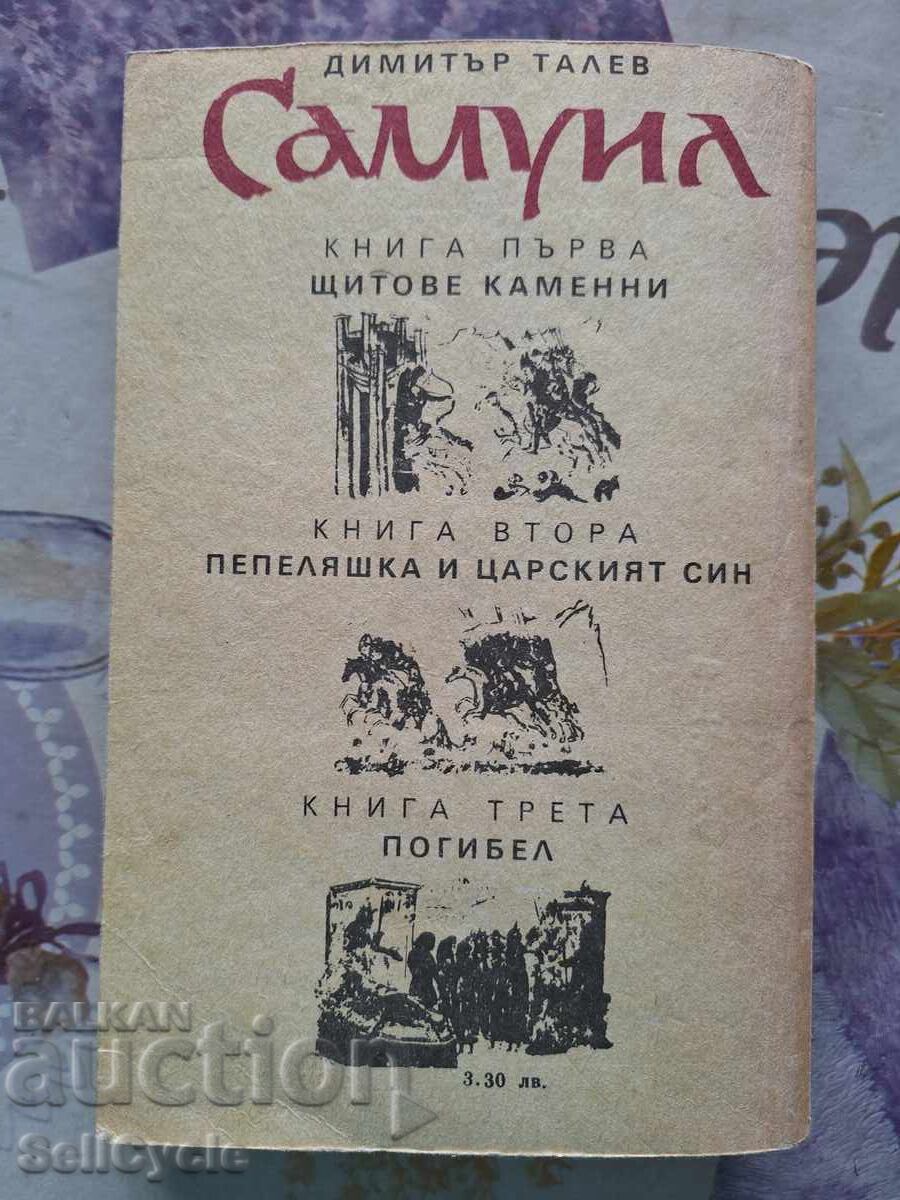 ДИМИТЪР ТАЛЕВ
Самуил
КНИГА ПЪРВА
ЩИТОВЕ КАМЕННИ
КНИГА ВТОРА
ПЕПЕЛЯШКА И ЦАРСКИЯТ СИН
КНИГА ТРЕТА
ПОГИБЕЛ
3.30 лв.
BALKAN
auction
SellCycle